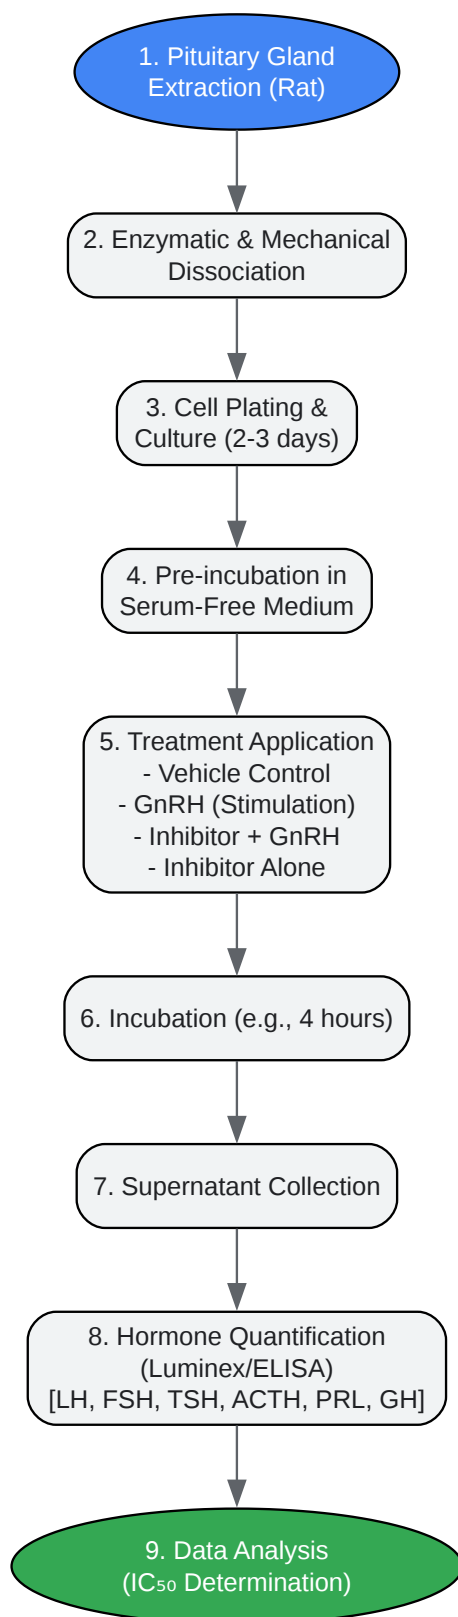 1. Pituitary Gland
Extraction (Rat)
2. Enzymatic & Mechanical
Dissociation
3. Cell Plating &
Culture (2-3 days)
4. Pre-incubation in
Serum-Free Medium
5. Treatment Application
- Vehicle Control
- GnRH (Stimulation)
- Inhibitor + GnRH
- Inhibitor Alone
6. Incubation (e.g., 4 hours)
7. Supernatant Collection
8. Hormone Quantification
(Luminex/ELISA)
[LH, FSH, TSH, ACTH, PRL, GH]
9. Data Analysis
(IC₅₀ Determination)